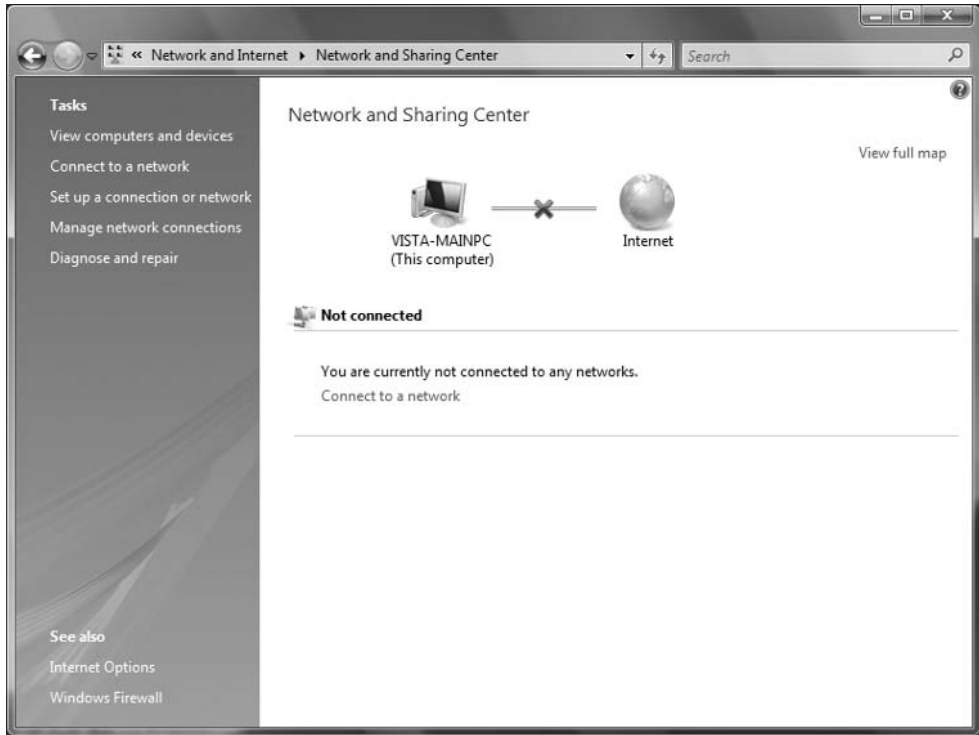 « Network and Internet ▸ Network and Sharing Center
Search
Tasks
View computers and devices
Connect to a network
Set up a connection or network
Manage network connections
Diagnose and repair
See also
Internet Options
Windows Firewall
Network and Sharing Center
View full map
VISTA-MAINPC
(This computer)
Internet
Not connected
You are currently not connected to any networks.
Connect to a network